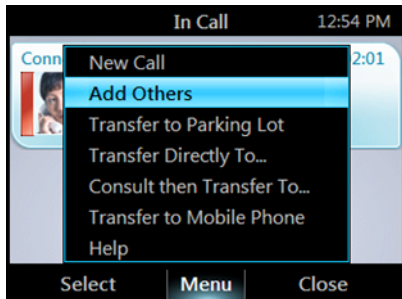 In Call 12:54 PM
Conn 2:01
New Call
Add Others
Transfer to Parking Lot
Transfer Directly To...
Consult then Transfer To...
Transfer to Mobile Phone
Help
Select Menu Close